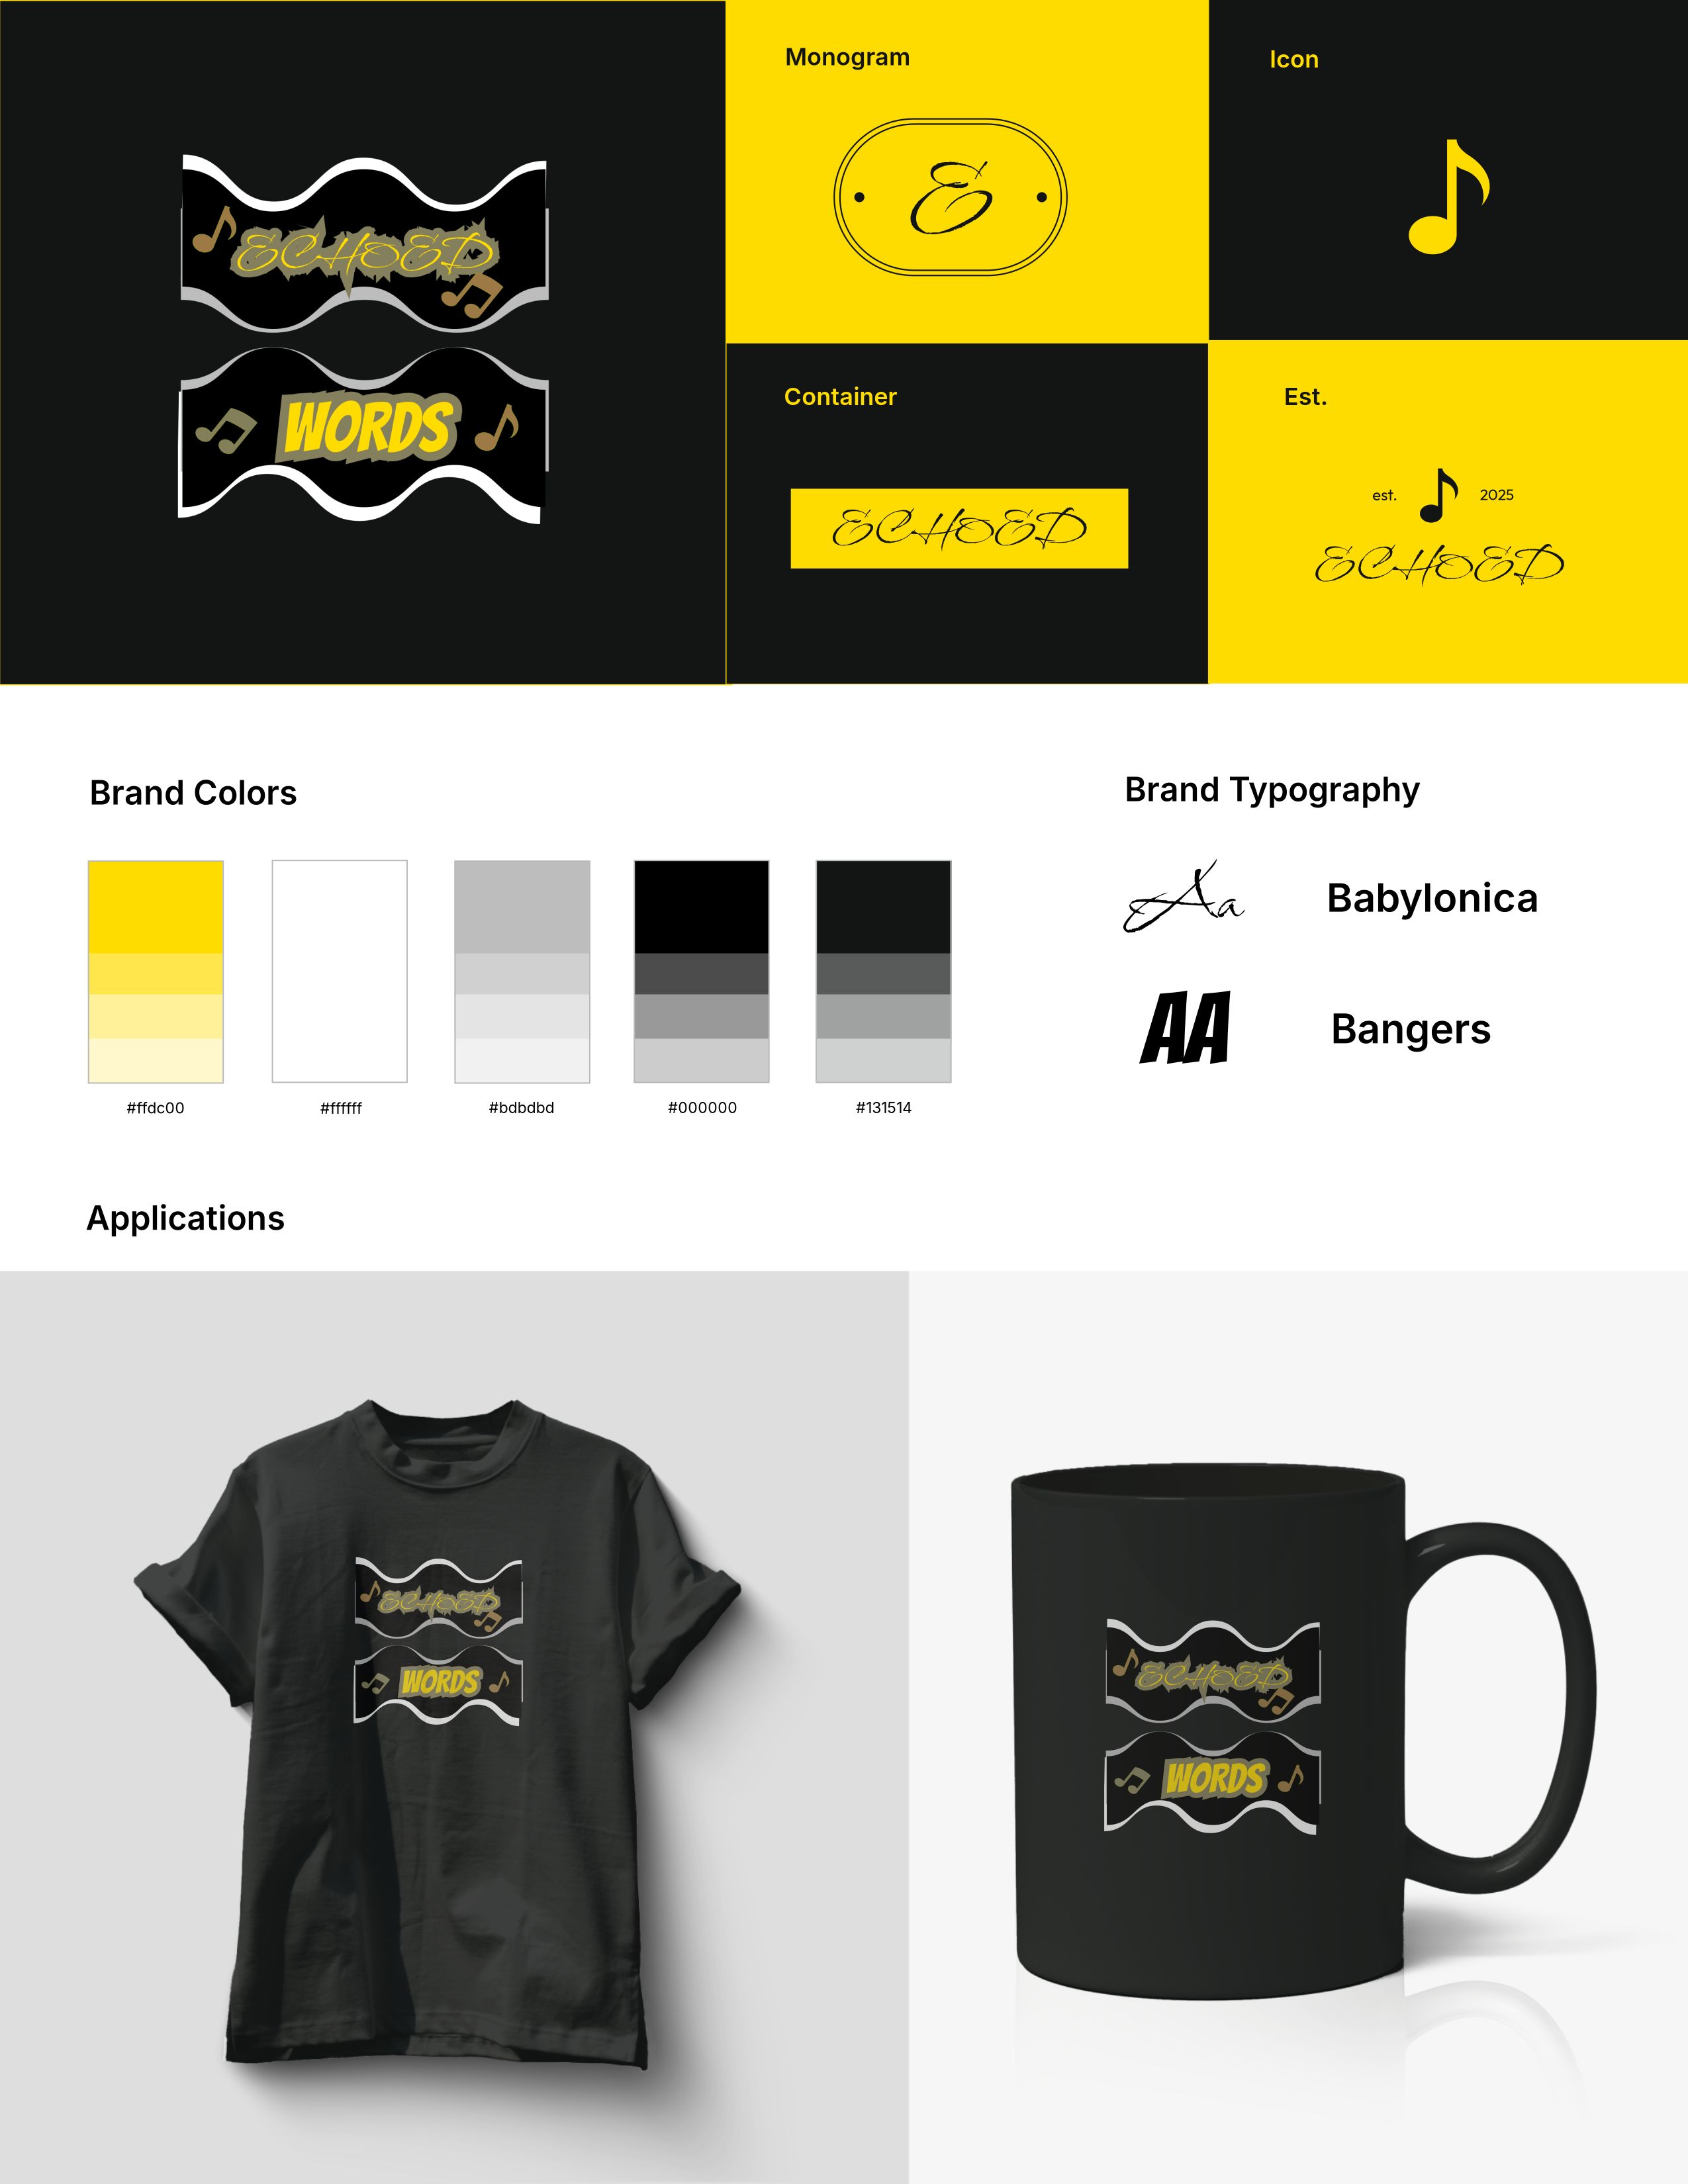 ECHOED
WORDS
Monogram
E
Icon
Container
ECHOED
Est.
est. 2025
ECHOED
Brand Colors
#ffdc00 #ffffff #bdbdbd #000000 #131514
Brand Typography
Aa Babylonica
AA Bangers
Applications
ECHOED
WORDS
ECHOED
WORDS